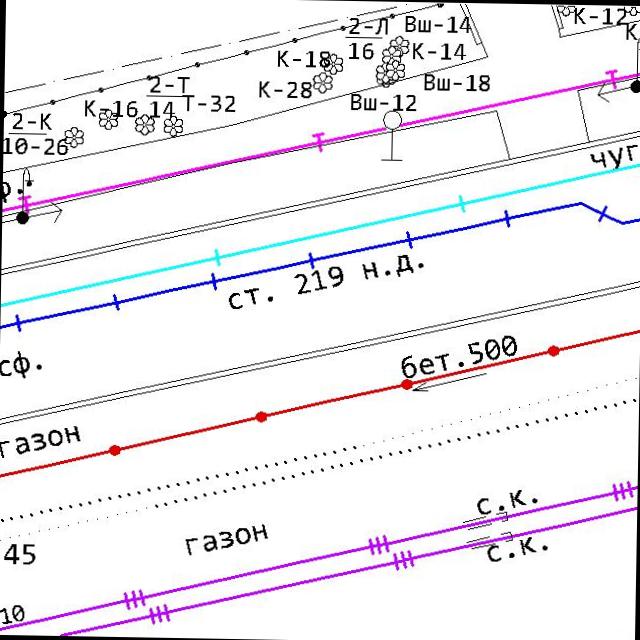 К-12
К
2-Л
16
Вш-14
К-14
К-18
К-28
Вш-18
Вш-12
2-Т
14
Т-32
К-16
2-К
10-26
р.
чуг
ст. 219 н.д.
сф.
бет.500
газон
газон
с.к.
с.к.
45
10